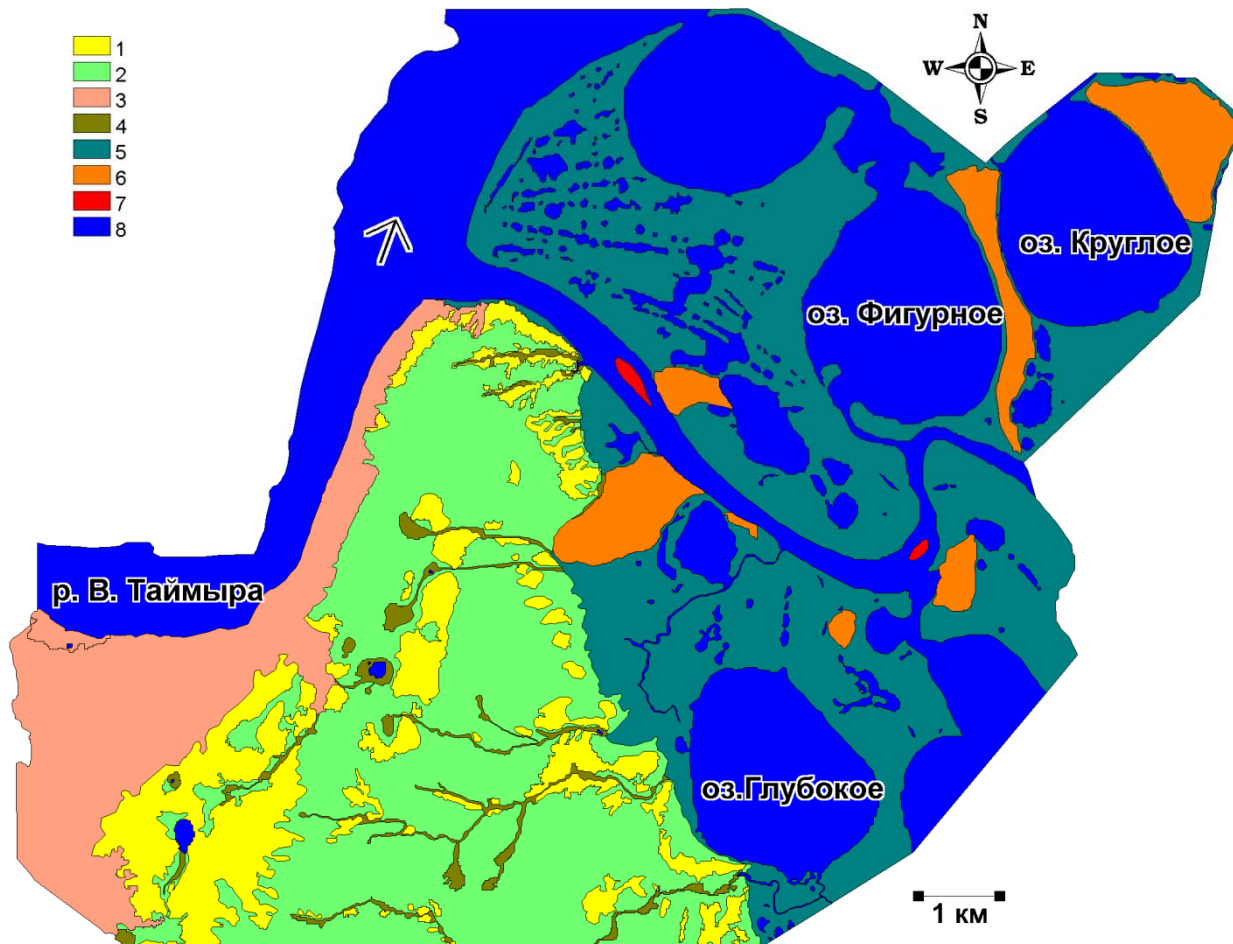 1
2
3
4
5
6
7
8
N
W E
S
оз. Круглое
оз. Фигурное
р. В. Таймыра
оз.Глубокое
1 км